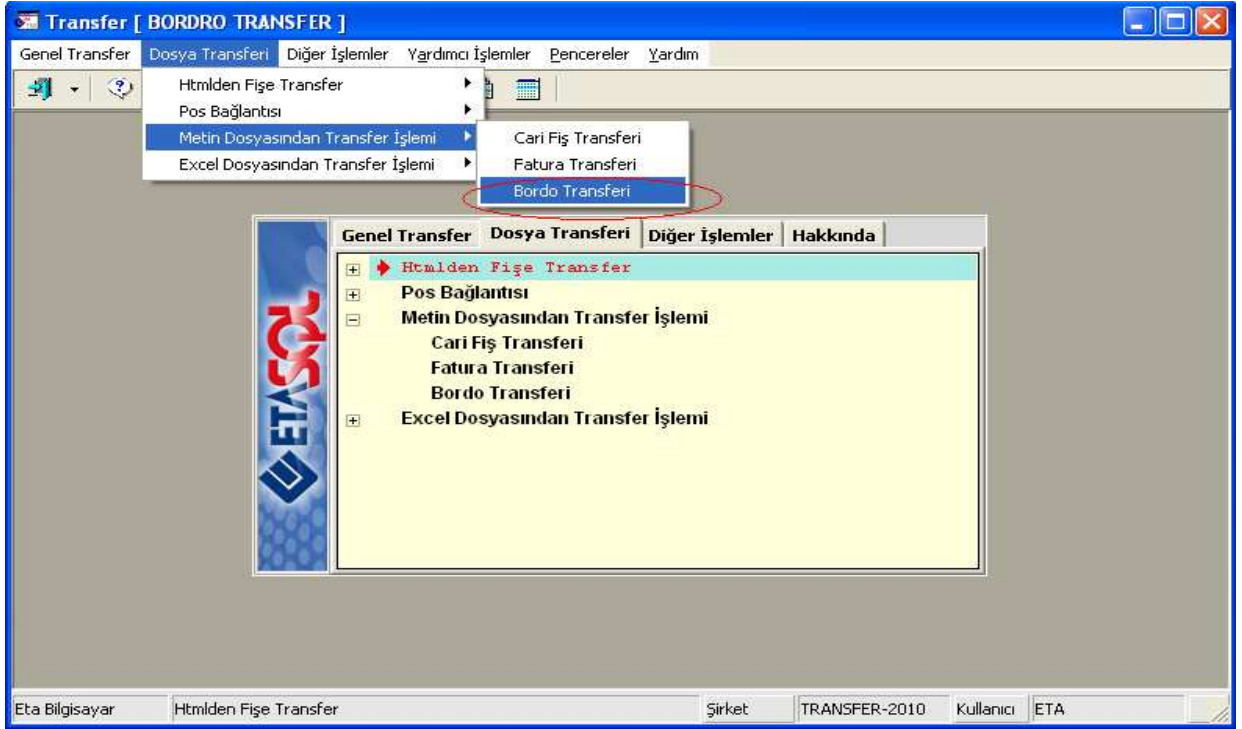 Transfer [ BORDRO TRANSFER ]
Genel Transfer Dosya Transferi Diğer İşlemler Yardımcı İşlemler Pencereler Yardım
Htmlden Fişe Transfer
Pos Bağlantısı
Metin Dosyasından Transfer İşlemi
Excel Dosyasından Transfer İşlemi
Cari Fiş Transferi
Fatura Transferi
Bordo Transferi
Genel Transfer Dosya Transferi Diğer İşlemler Hakkında
Htmlden Fişe Transfer
Pos Bağlantısı
Metin Dosyasından Transfer İşlemi
Cari Fiş Transferi
Fatura Transferi
Bordo Transferi
Excel Dosyasından Transfer İşlemi
ETASQL
Eta Bilgisayar Htmlden Fişe Transfer Şirket TRANSFER-2010 Kullanıcı ETA